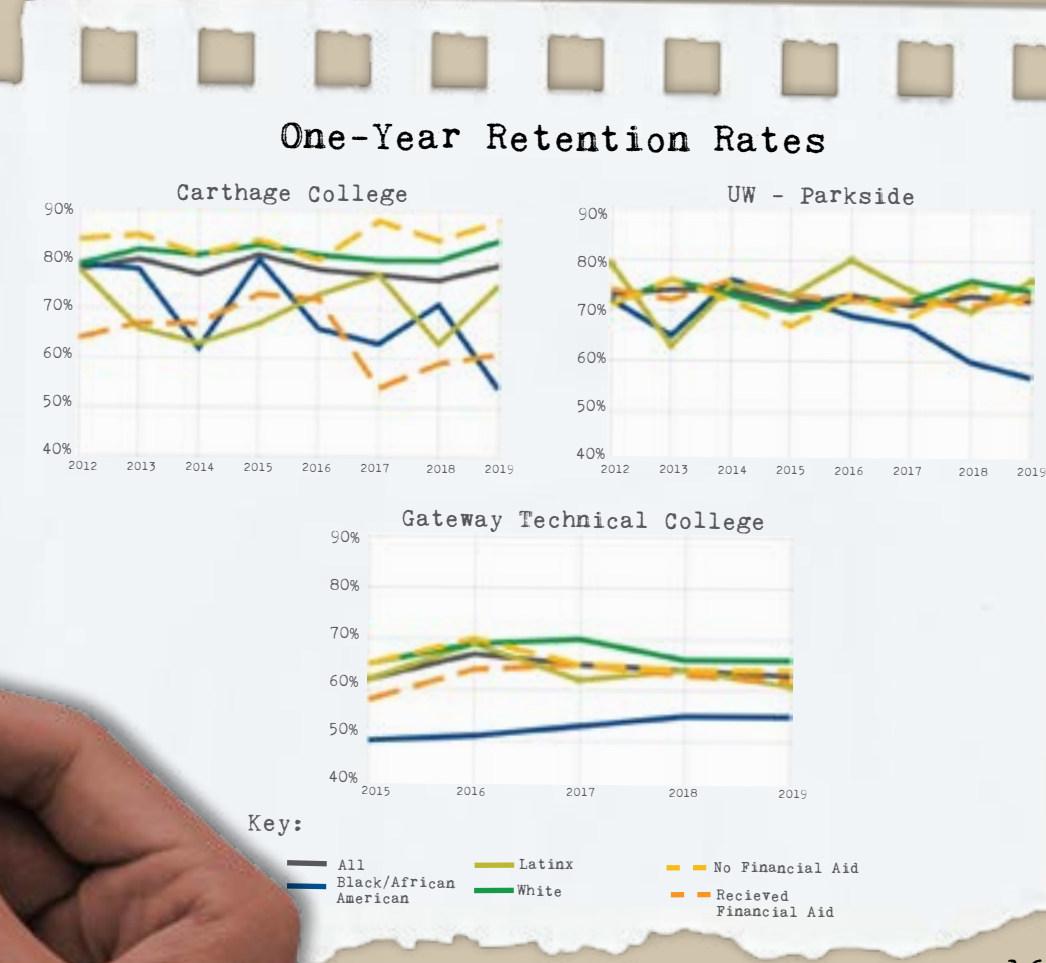 One-Year Retention Rates
Carthage College
90%
80%
70%
60%
50%
40%
2012 2013 2014 2015 2016 2017 2018 2019
UW - Parkside
90%
80%
70%
60%
50%
40%
2012 2013 2014 2015 2016 2017 2018 2019
Gateway Technical College
90%
80%
70%
60%
50%
40%
2015 2016 2017 2018 2019
Key:
All
Black/African
American
Latinx
White
No Financial Aid
Recieved
Financial Aid